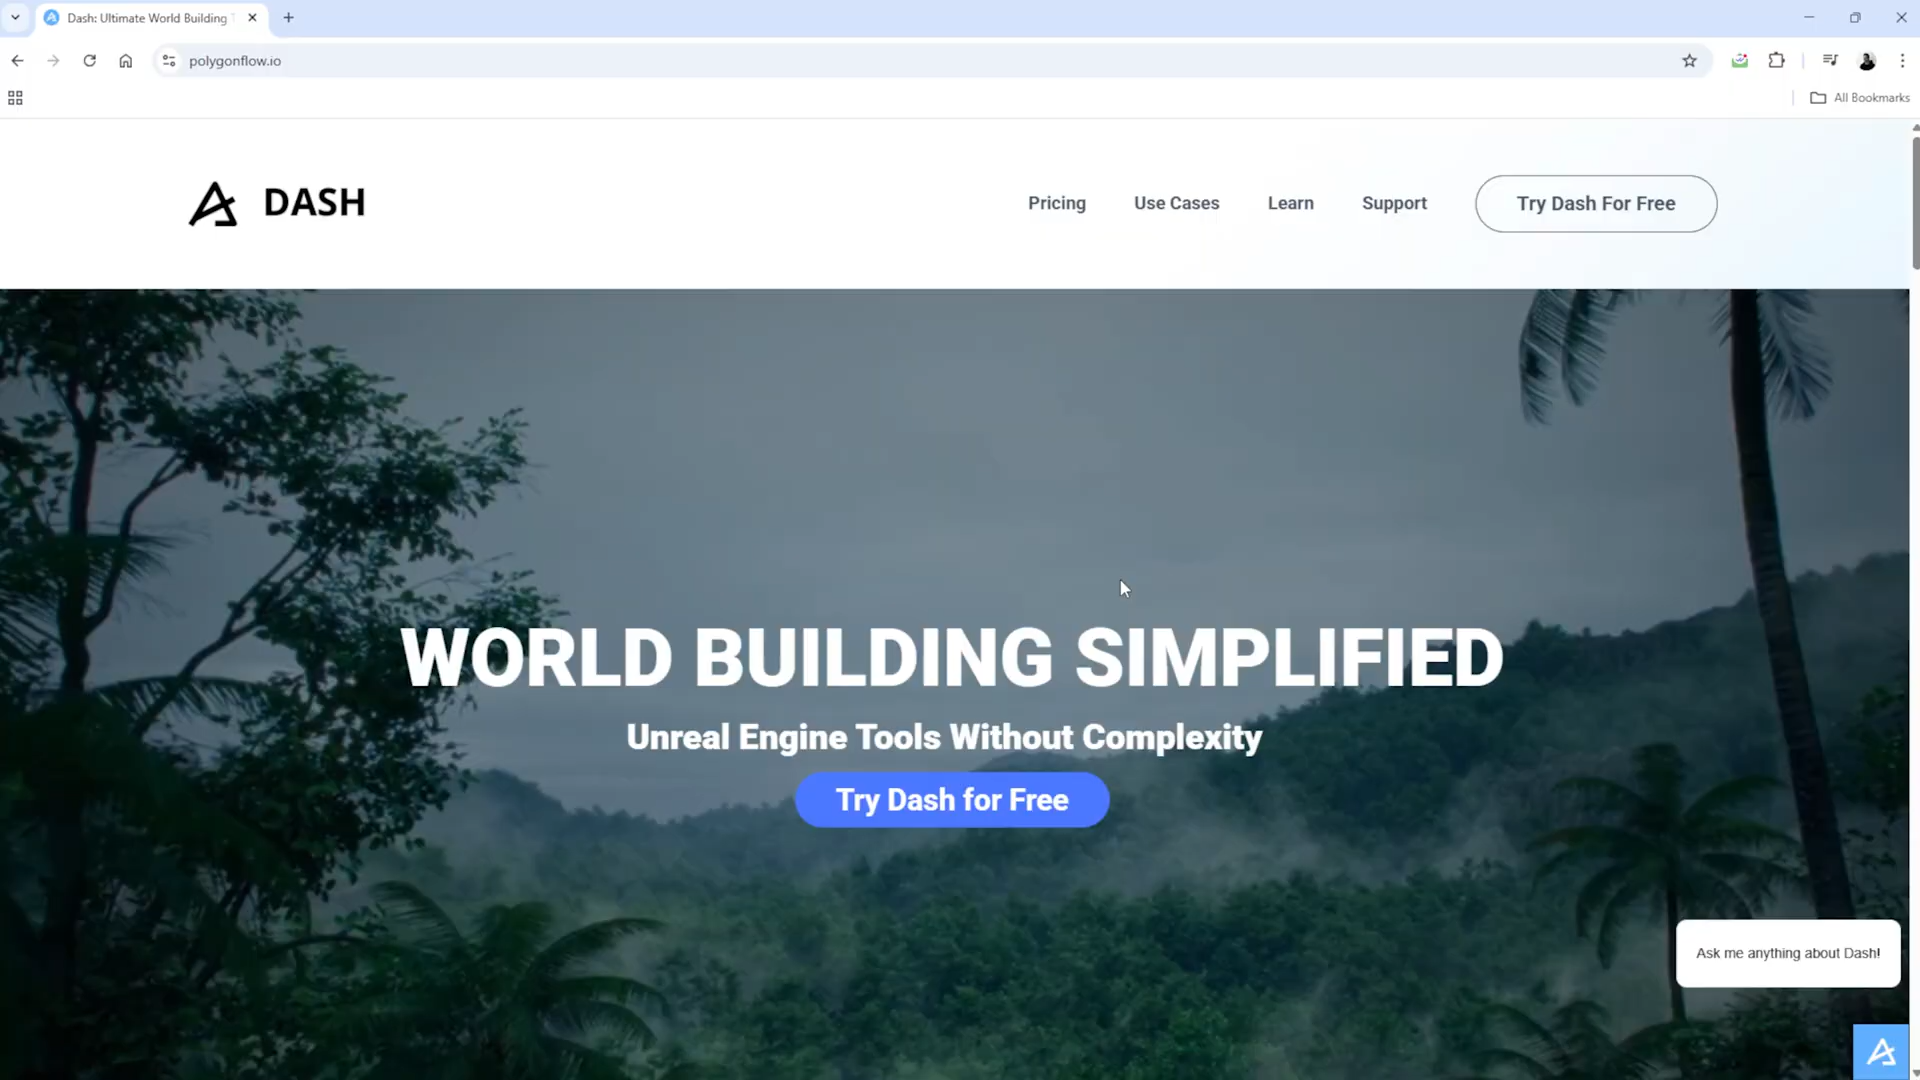 Dash: Ultimate World Building
polygonflow.io
All Bookmarks
DASH
Pricing
Use Cases
Learn
Support
Try Dash For Free
WORLD BUILDING SIMPLIFIED
Unreal Engine Tools Without Complexity
Try Dash for Free
Ask me anything about Dash!